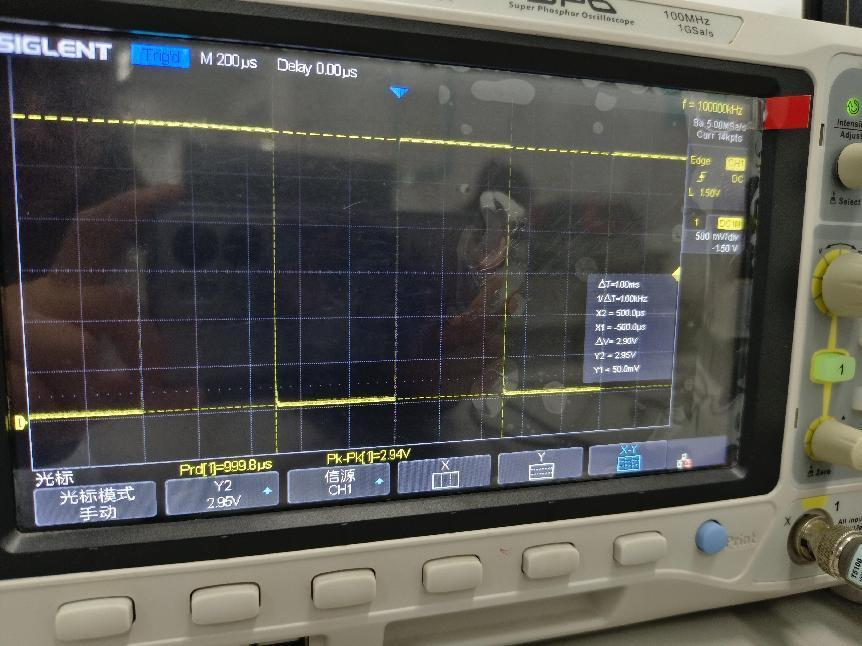 Super Phosphor Oscilloscope
100MHz
1GSa/s
SIGLENT
Trig'd
M 200µs
Delay 0.00µs
f = 1.00000kHz
Sa 5.00MSa/s
Curr 14kpts
Edge CH1
DC
L 1.50V
1 DC1M
500 mV/div
-1.50 V
ΔT=1.00ms
1/ΔT=1.00kHz
X2 = 500.0µs
X1 = -500.0µs
ΔV= 2.90V
Y2 = 2.95V
Y1 = 50.0mV
Prd[1]=999.8µs
Pk-Pk[1]=2.94V
光标
光标模式
手动
Y2
2.95V
信源
CH1
X
Y
X-Y
Adjust
Select
1
Zero
Print
X
1